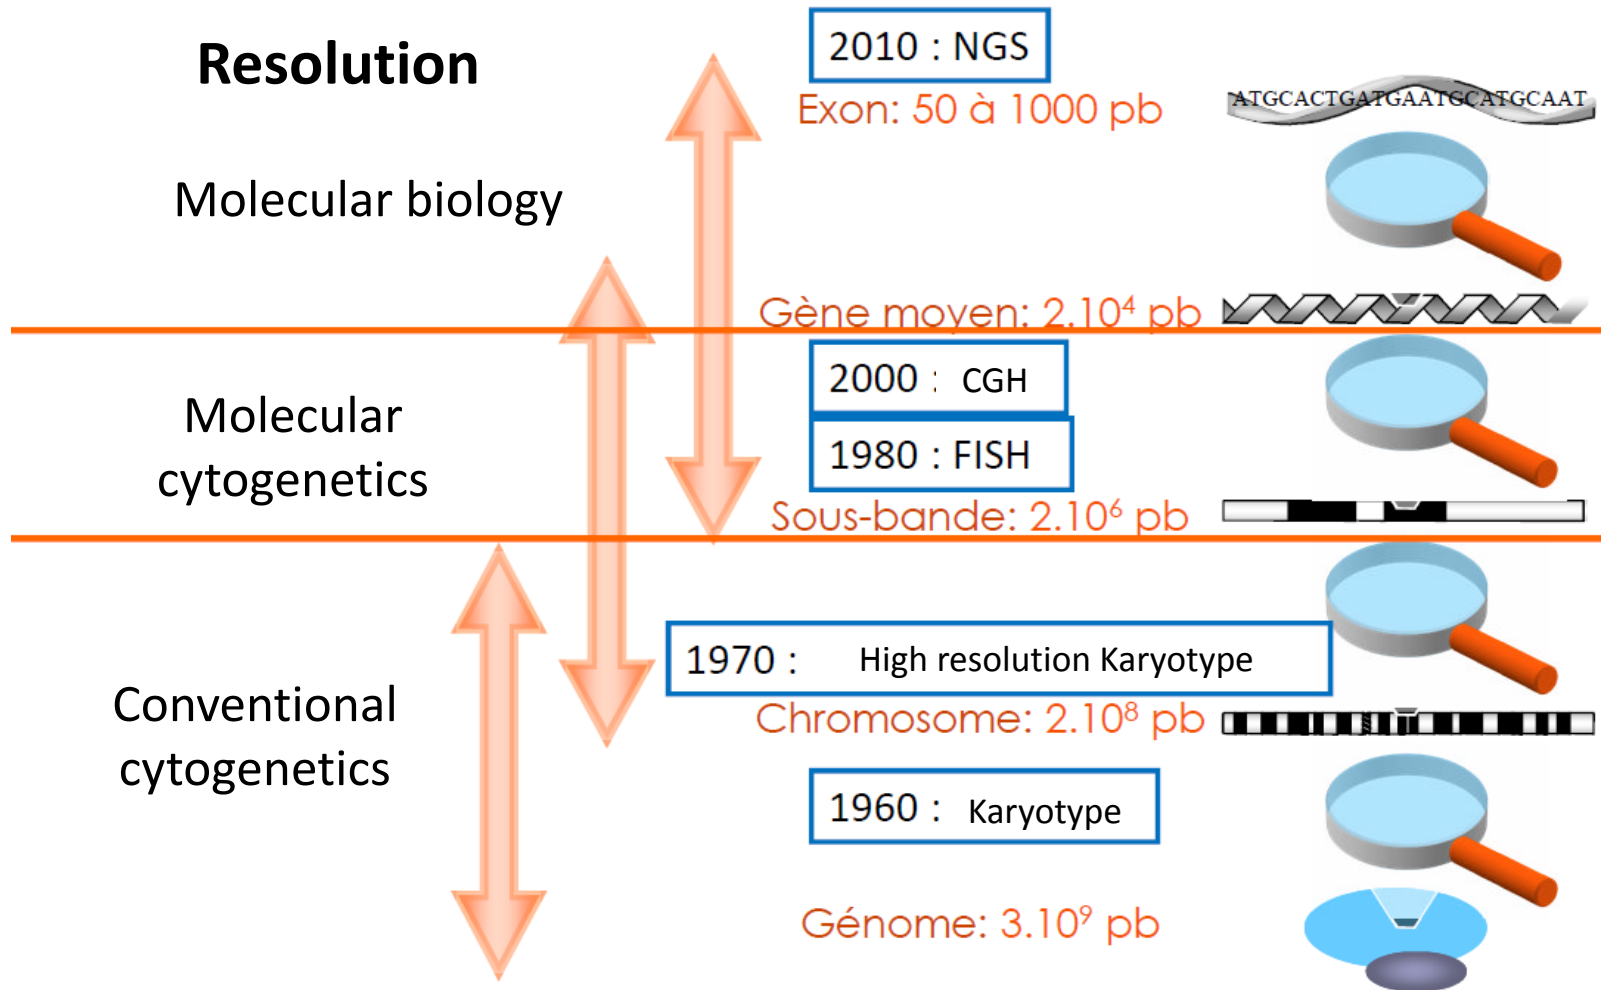 Resolution
2010 : NGS
Exon: 50 à 1000 pb
ATGCACTGATGAATGCATGCAAT
Molecular biology
Gène moyen: 2.10⁴ pb
2000 : CGH
Molecular
cytogenetics
1980 : FISH
Sous-bande: 2.10⁶ pb
1970 : High resolution Karyotype
Chromosome: 2.10⁸ pb
Conventional
cytogenetics
1960 : Karyotype
Génome: 3.10⁹ pb